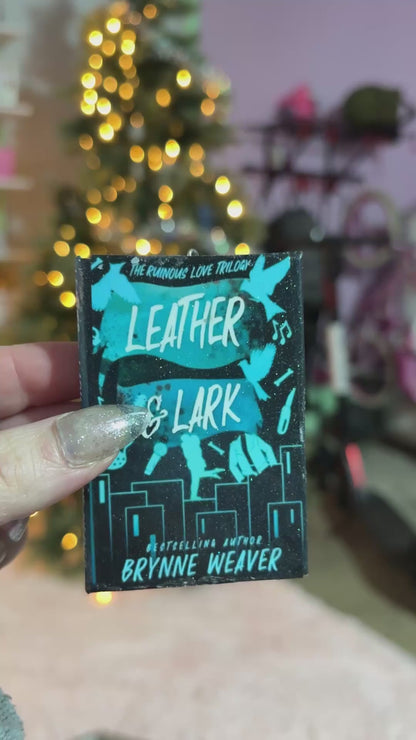 THE RUINOUS LOVE TRILOGY
LEATHER
& LARK
BESTSELLING AUTHOR
BRYNNE WEAVER